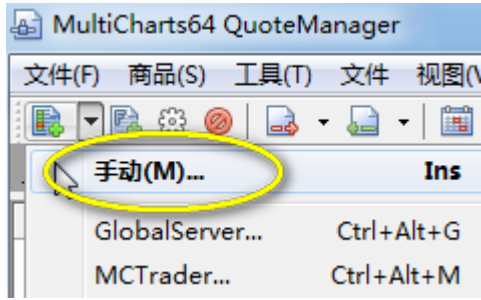 MultiCharts64 QuoteManager
文件(F) 商品(S) 工具(T) 文件 视图(V
手动(M)... Ins
GlobalServer... Ctrl+Alt+G
MCTrader... Ctrl+Alt+M